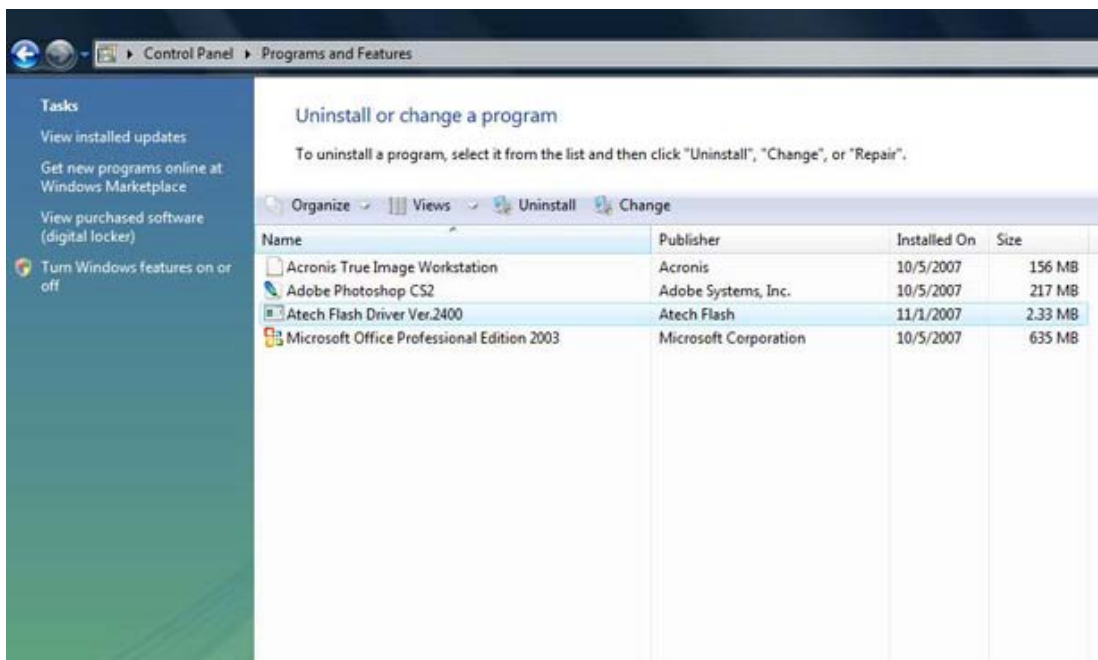 Control Panel Programs and Features
Tasks
View installed updates
Get new programs online at
Windows Marketplace
View purchased software
(digital locker)
Turn Windows features on or
off
Uninstall or change a program
To uninstall a program, select it from the list and then click "Uninstall", "Change", or "Repair".
Organize Views Uninstall Change
Name Publisher Installed On Size
Acronis True Image Workstation Acronis 10/5/2007 156 MB
Adobe Photoshop CS2 Adobe Systems, Inc. 10/5/2007 217 MB
Atech Flash Driver Ver.2400 Atech Flash 11/1/2007 2.33 MB
Microsoft Office Professional Edition 2003 Microsoft Corporation 10/5/2007 635 MB